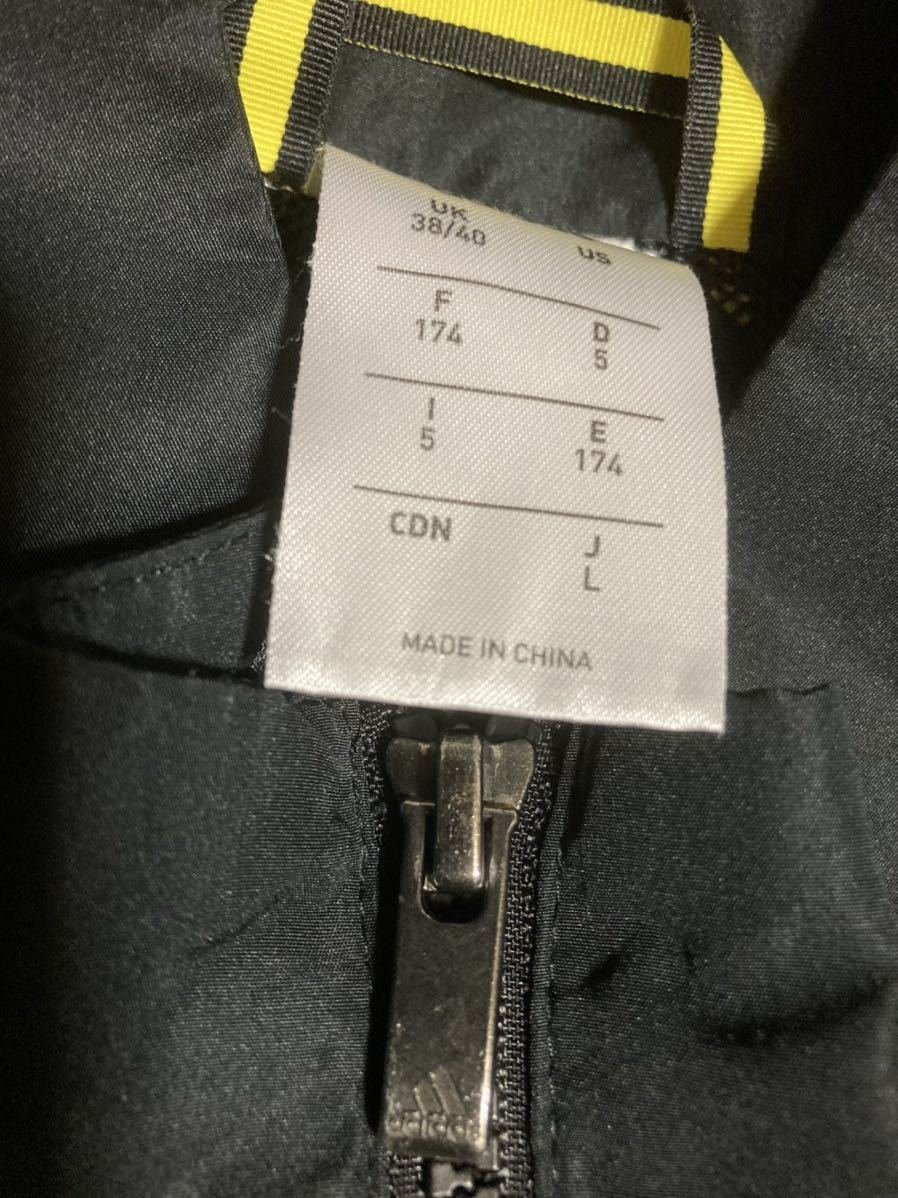 UK
38/40
US
F
174
D
5
I
5
E
174
CDN
J
L
MADE IN CHINA
adidas